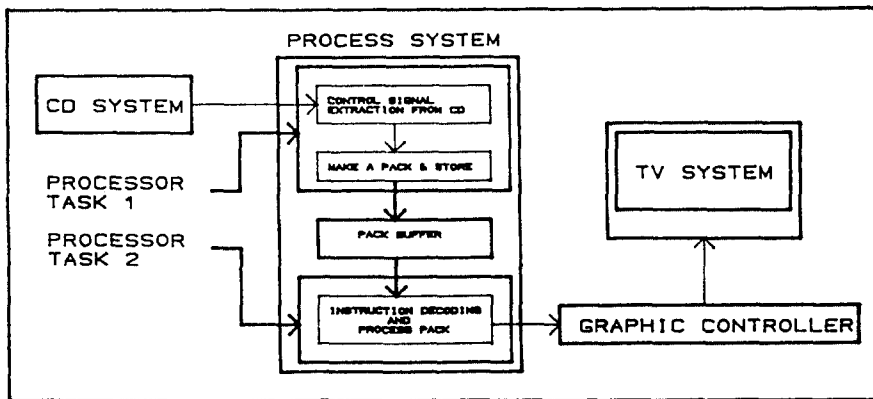 PROCESS SYSTEM
CD SYSTEM
CONTROL SIGNAL
EXTRACTION FROM CD
MAKE A PACK & STORE
PROCESSOR
TASK 1
TV SYSTEM
PROCESSOR
TASK 2
PACK BUFFER
INSTRUCTION DECODING
AND
PROCESS PACK
GRAPHIC CONTROLLER